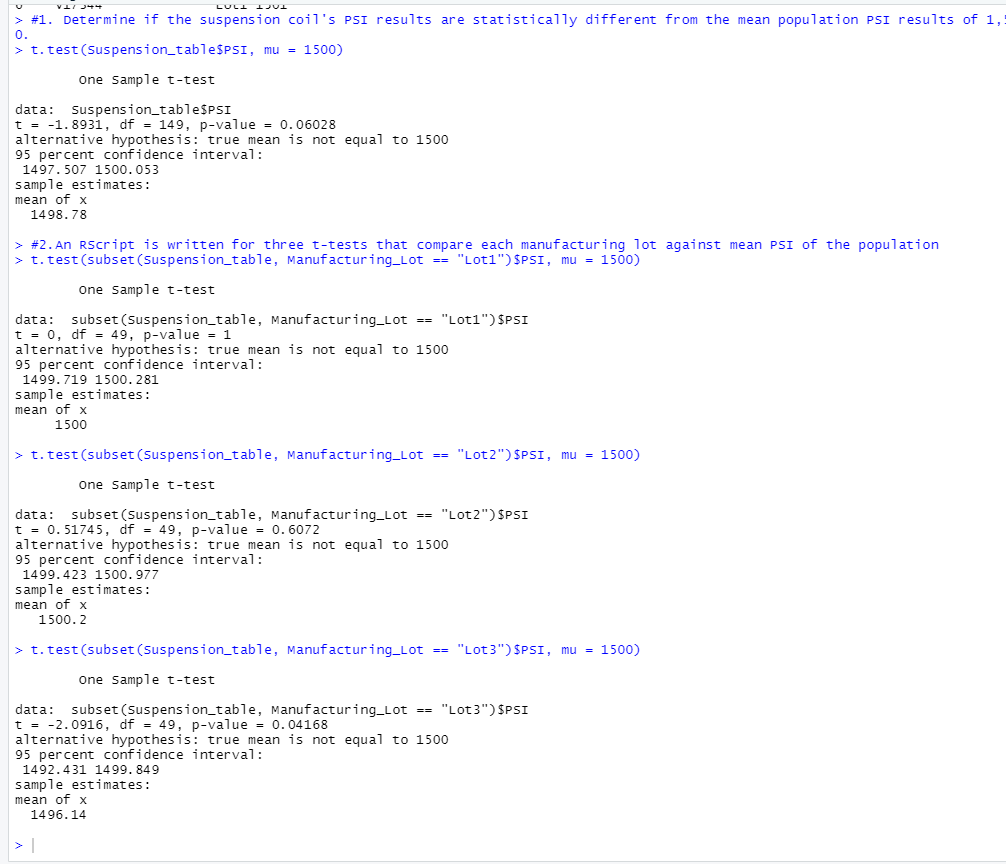 > #1. Determine if the suspension coil's PSI results are statistically different from the mean population PSI results of 1,5
0.
> t.test(Suspension_table$PSI, mu = 1500)
One Sample t-test
data:  Suspension_table$PSI
t = -1.8931, df = 149, p-value = 0.06028
alternative hypothesis: true mean is not equal to 1500
95 percent confidence interval:
1497.507 1500.053
sample estimates:
mean of x
1498.78
> #2.An RScript is written for three t-tests that compare each manufacturing lot against mean PSI of the population
> t.test(subset(Suspension_table, Manufacturing_Lot == "Lot1")$PSI, mu = 1500)
One Sample t-test
data:  subset(Suspension_table, Manufacturing_Lot == "Lot1")$PSI
t = 0, df = 49, p-value = 1
alternative hypothesis: true mean is not equal to 1500
95 percent confidence interval:
1499.719 1500.281
sample estimates:
mean of x
1500
> t.test(subset(Suspension_table, Manufacturing_Lot == "Lot2")$PSI, mu = 1500)
One Sample t-test
data:  subset(Suspension_table, Manufacturing_Lot == "Lot2")$PSI
t = 0.51745, df = 49, p-value = 0.6072
alternative hypothesis: true mean is not equal to 1500
95 percent confidence interval:
1499.423 1500.977
sample estimates:
mean of x
1500.2
> t.test(subset(Suspension_table, Manufacturing_Lot == "Lot3")$PSI, mu = 1500)
One Sample t-test
data:  subset(Suspension_table, Manufacturing_Lot == "Lot3")$PSI
t = -2.0916, df = 49, p-value = 0.04168
alternative hypothesis: true mean is not equal to 1500
95 percent confidence interval:
1492.431 1499.849
sample estimates:
mean of x
1496.14
>